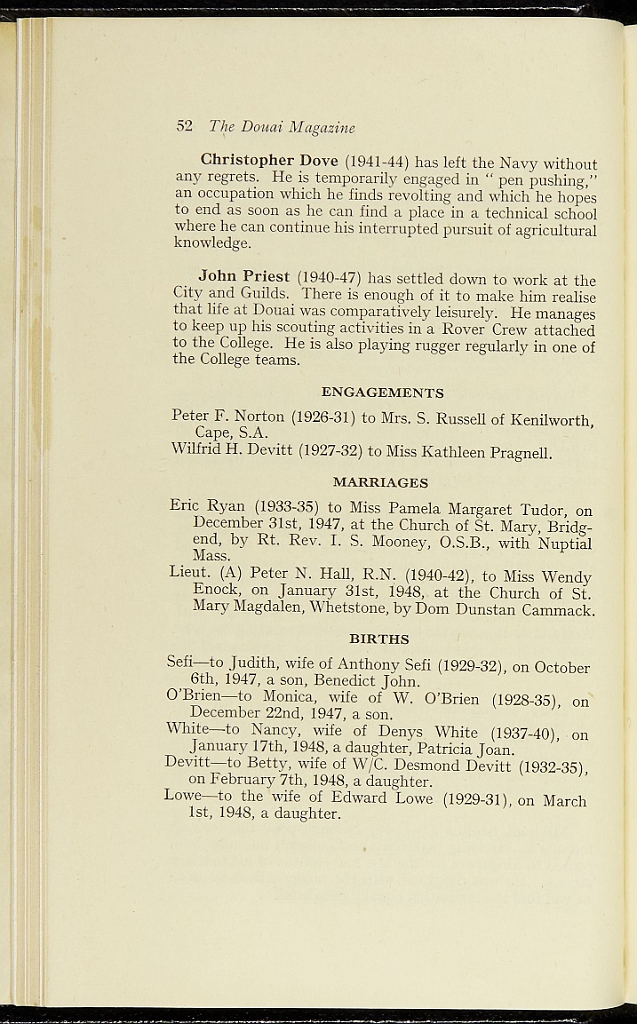 52 The Douai Magazine
Christopher Dove (1941-44) has left the Navy without
any regrets. He is temporarily engaged in “ pen pushing,”
an occupation which he finds revolting and which he hopes
to end as soon as he can find a place in a technical school
where he can continue his interrupted pursuit of agricultural
knowledge.
John Priest (1940-47) has settled down to work at the
City and Guilds. There is enough of it to make him realise
that life at Douai was comparatively leisurely. He manages
to keep up his scouting activities in a Rover Crew attached
to the College. He is also playing rugger regularly in one of
the College teams.
ENGAGEMENTS
Peter F. Norton (1926-31) to Mrs. S. Russell of Kenilworth,
Cape, S.A.
Wilfrid H. Devitt (1927-32) to Miss Kathleen Pragnell.
MARRIAGES
Eric Ryan (1933-35) to Miss Pamela Margaret Tudor, on
December 31st, 1947, at the Church of St. Mary, Bridg-
end, by Rt. Rev. I. S. Mooney, O.S.B., with Nuptial
Mass.
Lieut. (A) Peter N. Hall, R.N. (1940-42), to Miss Wendy
Enock, on January 31st, 1948, at the Church of St.
Mary Magdalen, Whetstone, by Dom Dunstan Cammack.
BIRTHS
Sefi—to Judith, wife of Anthony Sefi (1929-32), on October
6th, 1947, a son, Benedict John.
O'Brien—to Monica, wife of W. O'Brien (1928-35), on
December 22nd, 1947, a son.
White—to Nancy, wife of Denys White (1937-40), on
January 17th, 1948, a daughter, Patricia Joan.
Devitt—to Betty, wife of W/C. Desmond Devitt (1932-35),
on February 7th, 1948, a daughter.
Lowe—to the wife of Edward Lowe (1929-31), on March
1st, 1948, a daughter.